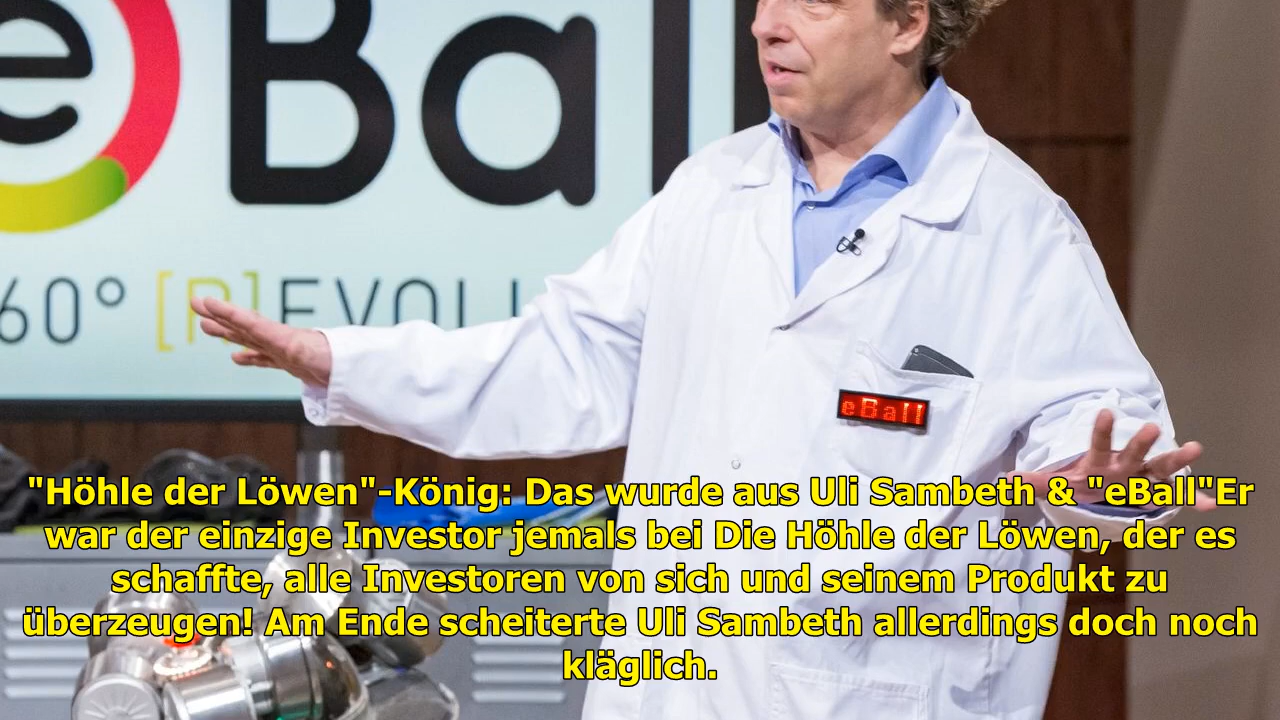 eBall
60° [R]EVOLU
eBall
"Höhle der Löwen"-König: Das wurde aus Uli Sambeth & "eBall"Er
war der einzige Investor jemals bei Die Höhle der Löwen, der es
schaffte, alle Investoren von sich und seinem Produkt zu
überzeugen! Am Ende scheiterte Uli Sambeth allerdings doch noch
kläglich.